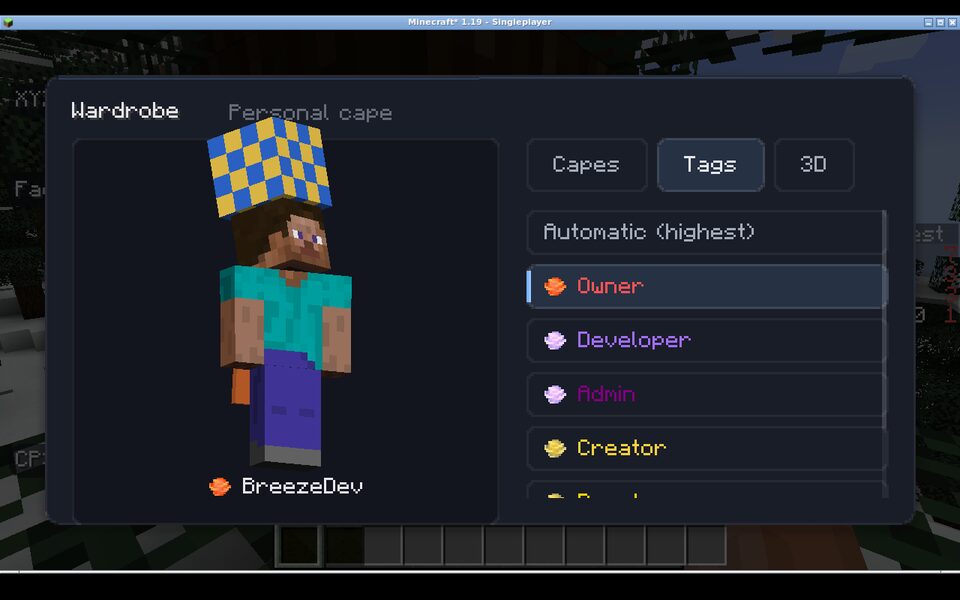 Minecraft* 1.19 - Singleplayer
Wardrobe
Personal cape
Capes
Tags
3D
Automatic (highest)
Owner
Developer
Admin
Creator
BreezeDev